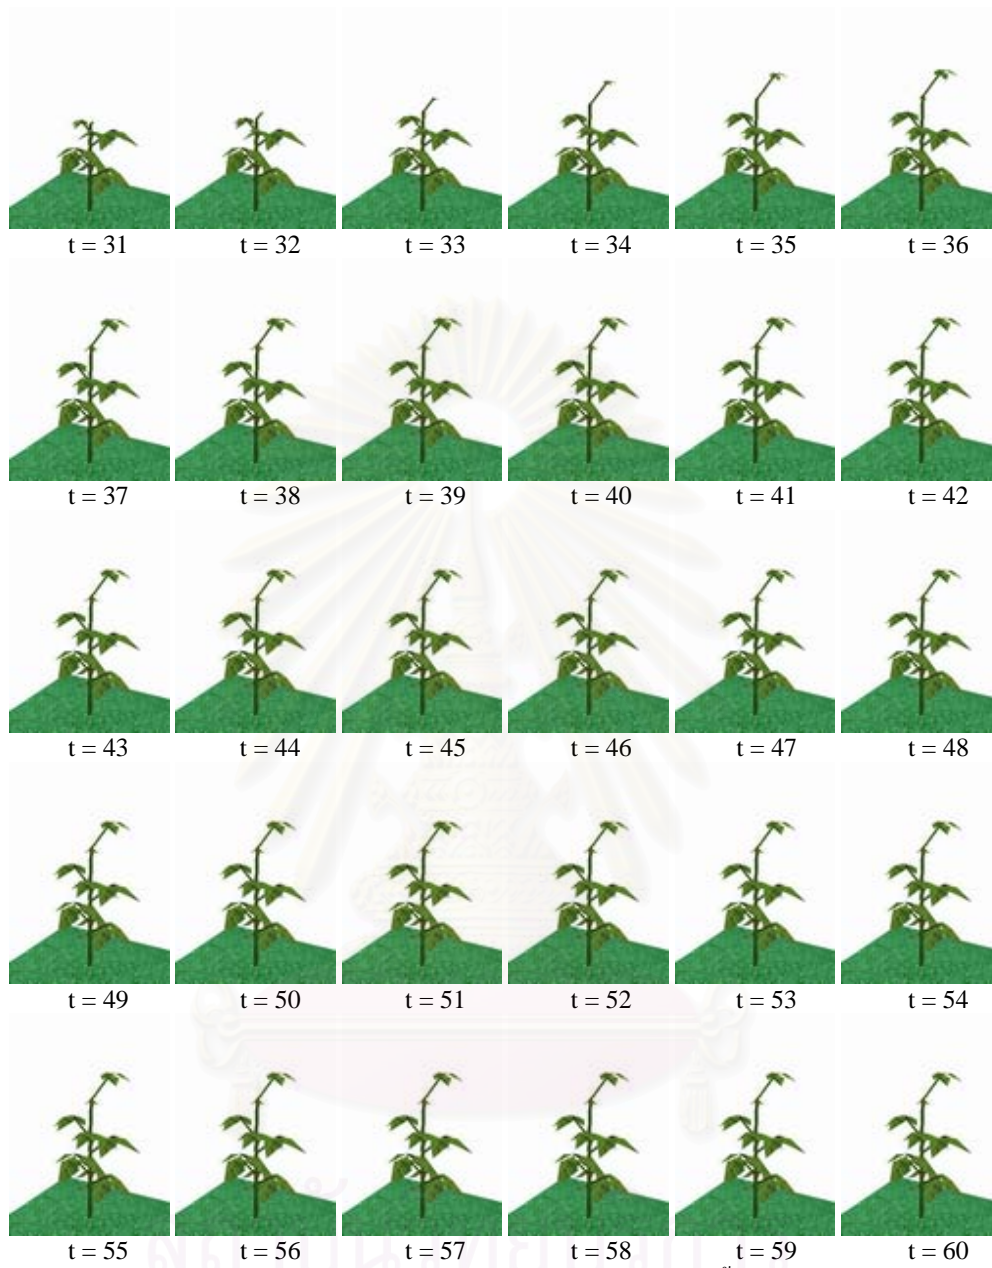 t = 31 t = 32 t = 33 t = 34 t = 35 t = 36
t = 37 t = 38 t = 39 t = 40 t = 41 t = 42
t = 43 t = 44 t = 45 t = 46 t = 47 t = 48
t = 49 t = 50 t = 51 t = 52 t = 53 t = 54
t = 55 t = 56 t = 57 t = 58 t = 59 t = 60